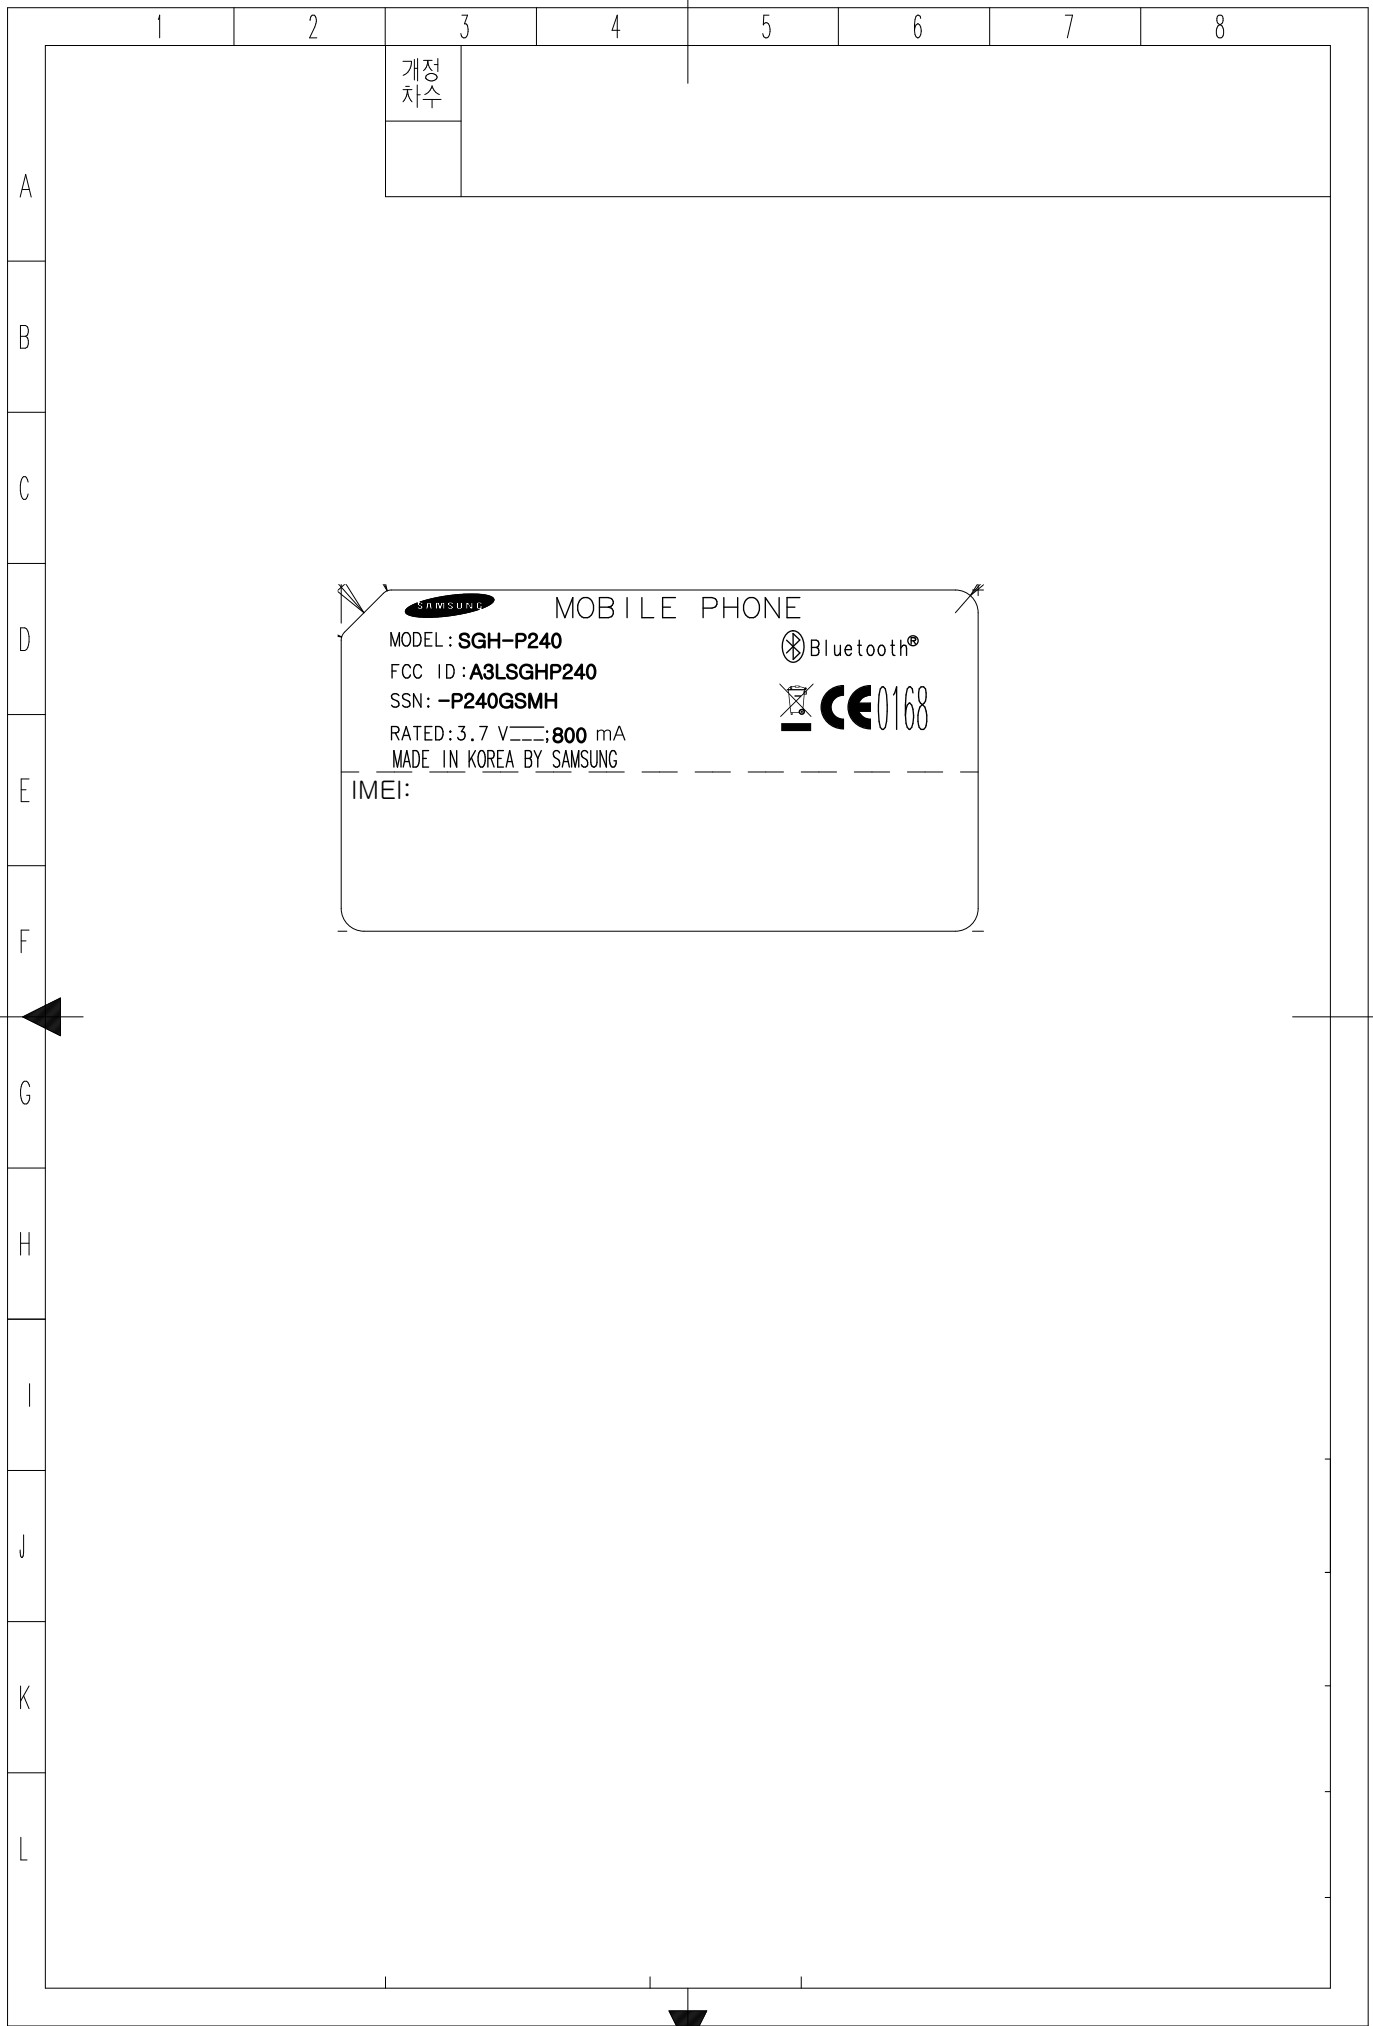 1 2 3 4 5 6 7 8
개정
차수
A
B
C
D
SAMSUNG MOBILE PHONE
MODEL: SGH-P240
Bluetooth®
FCC ID: A3LSGHP240
SSN: -P240GSMH
CE0168
RATED: 3.7 V⎓; 800 mA
MADE IN KOREA BY SAMSUNG
E
IMEI:
F
G
H
I
J
K
L